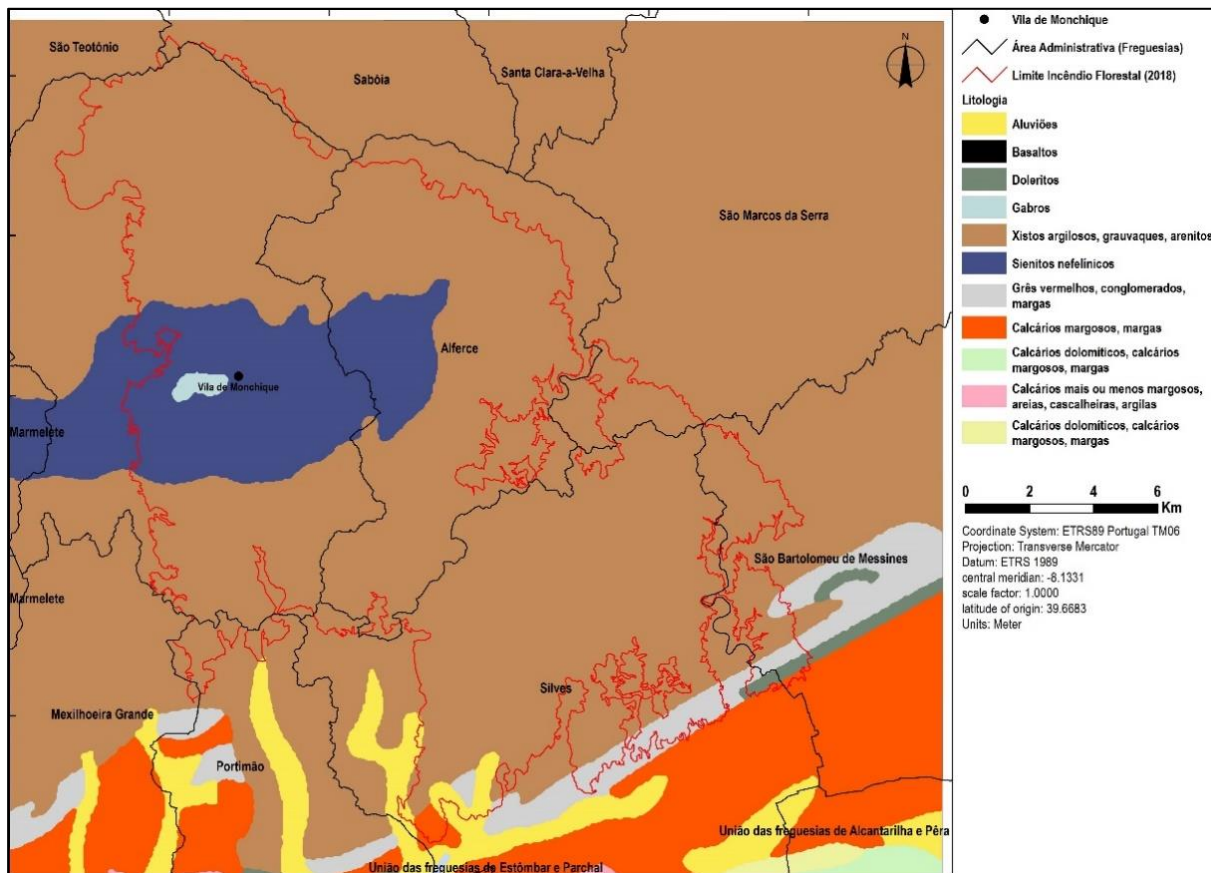 São Teotónio
Sabóia
Santa Clara-a-Velha
São Marcos da Serra
Alferce
Vila de Monchique
Marmelete
Marmelete
São Bartolomeu de Messines
Silves
Mexilhoeira Grande
Portimão
União das freguesias de Alcantarilha e Pêra
União das freguesias de Estômbar e Parchal
N
Vila de Monchique
Área Administrativa (Freguesias)
Limite Incêndio Florestal (2018)
Litologia
Aluviões
Basaltos
Doleritos
Gabros
Xistos argilosos, grauvaques, arenitos
Sienitos nefelínicos
Grês vermelhos, conglomerados,
margas
Calcários margosos, margas
Calcários dolomíticos, calcários
margosos, margas
Calcários mais ou menos margosos,
areias, cascalheiras, argilas
Calcários dolomíticos, calcários
margosos, margas
0 2 4 6
Km
Coordinate System: ETRS89 Portugal TM06
Projection: Transverse Mercator
Datum: ETRS 1989
central meridian: -8.1331
scale factor: 1.0000
latitude of origin: 39.6683
Units: Meter